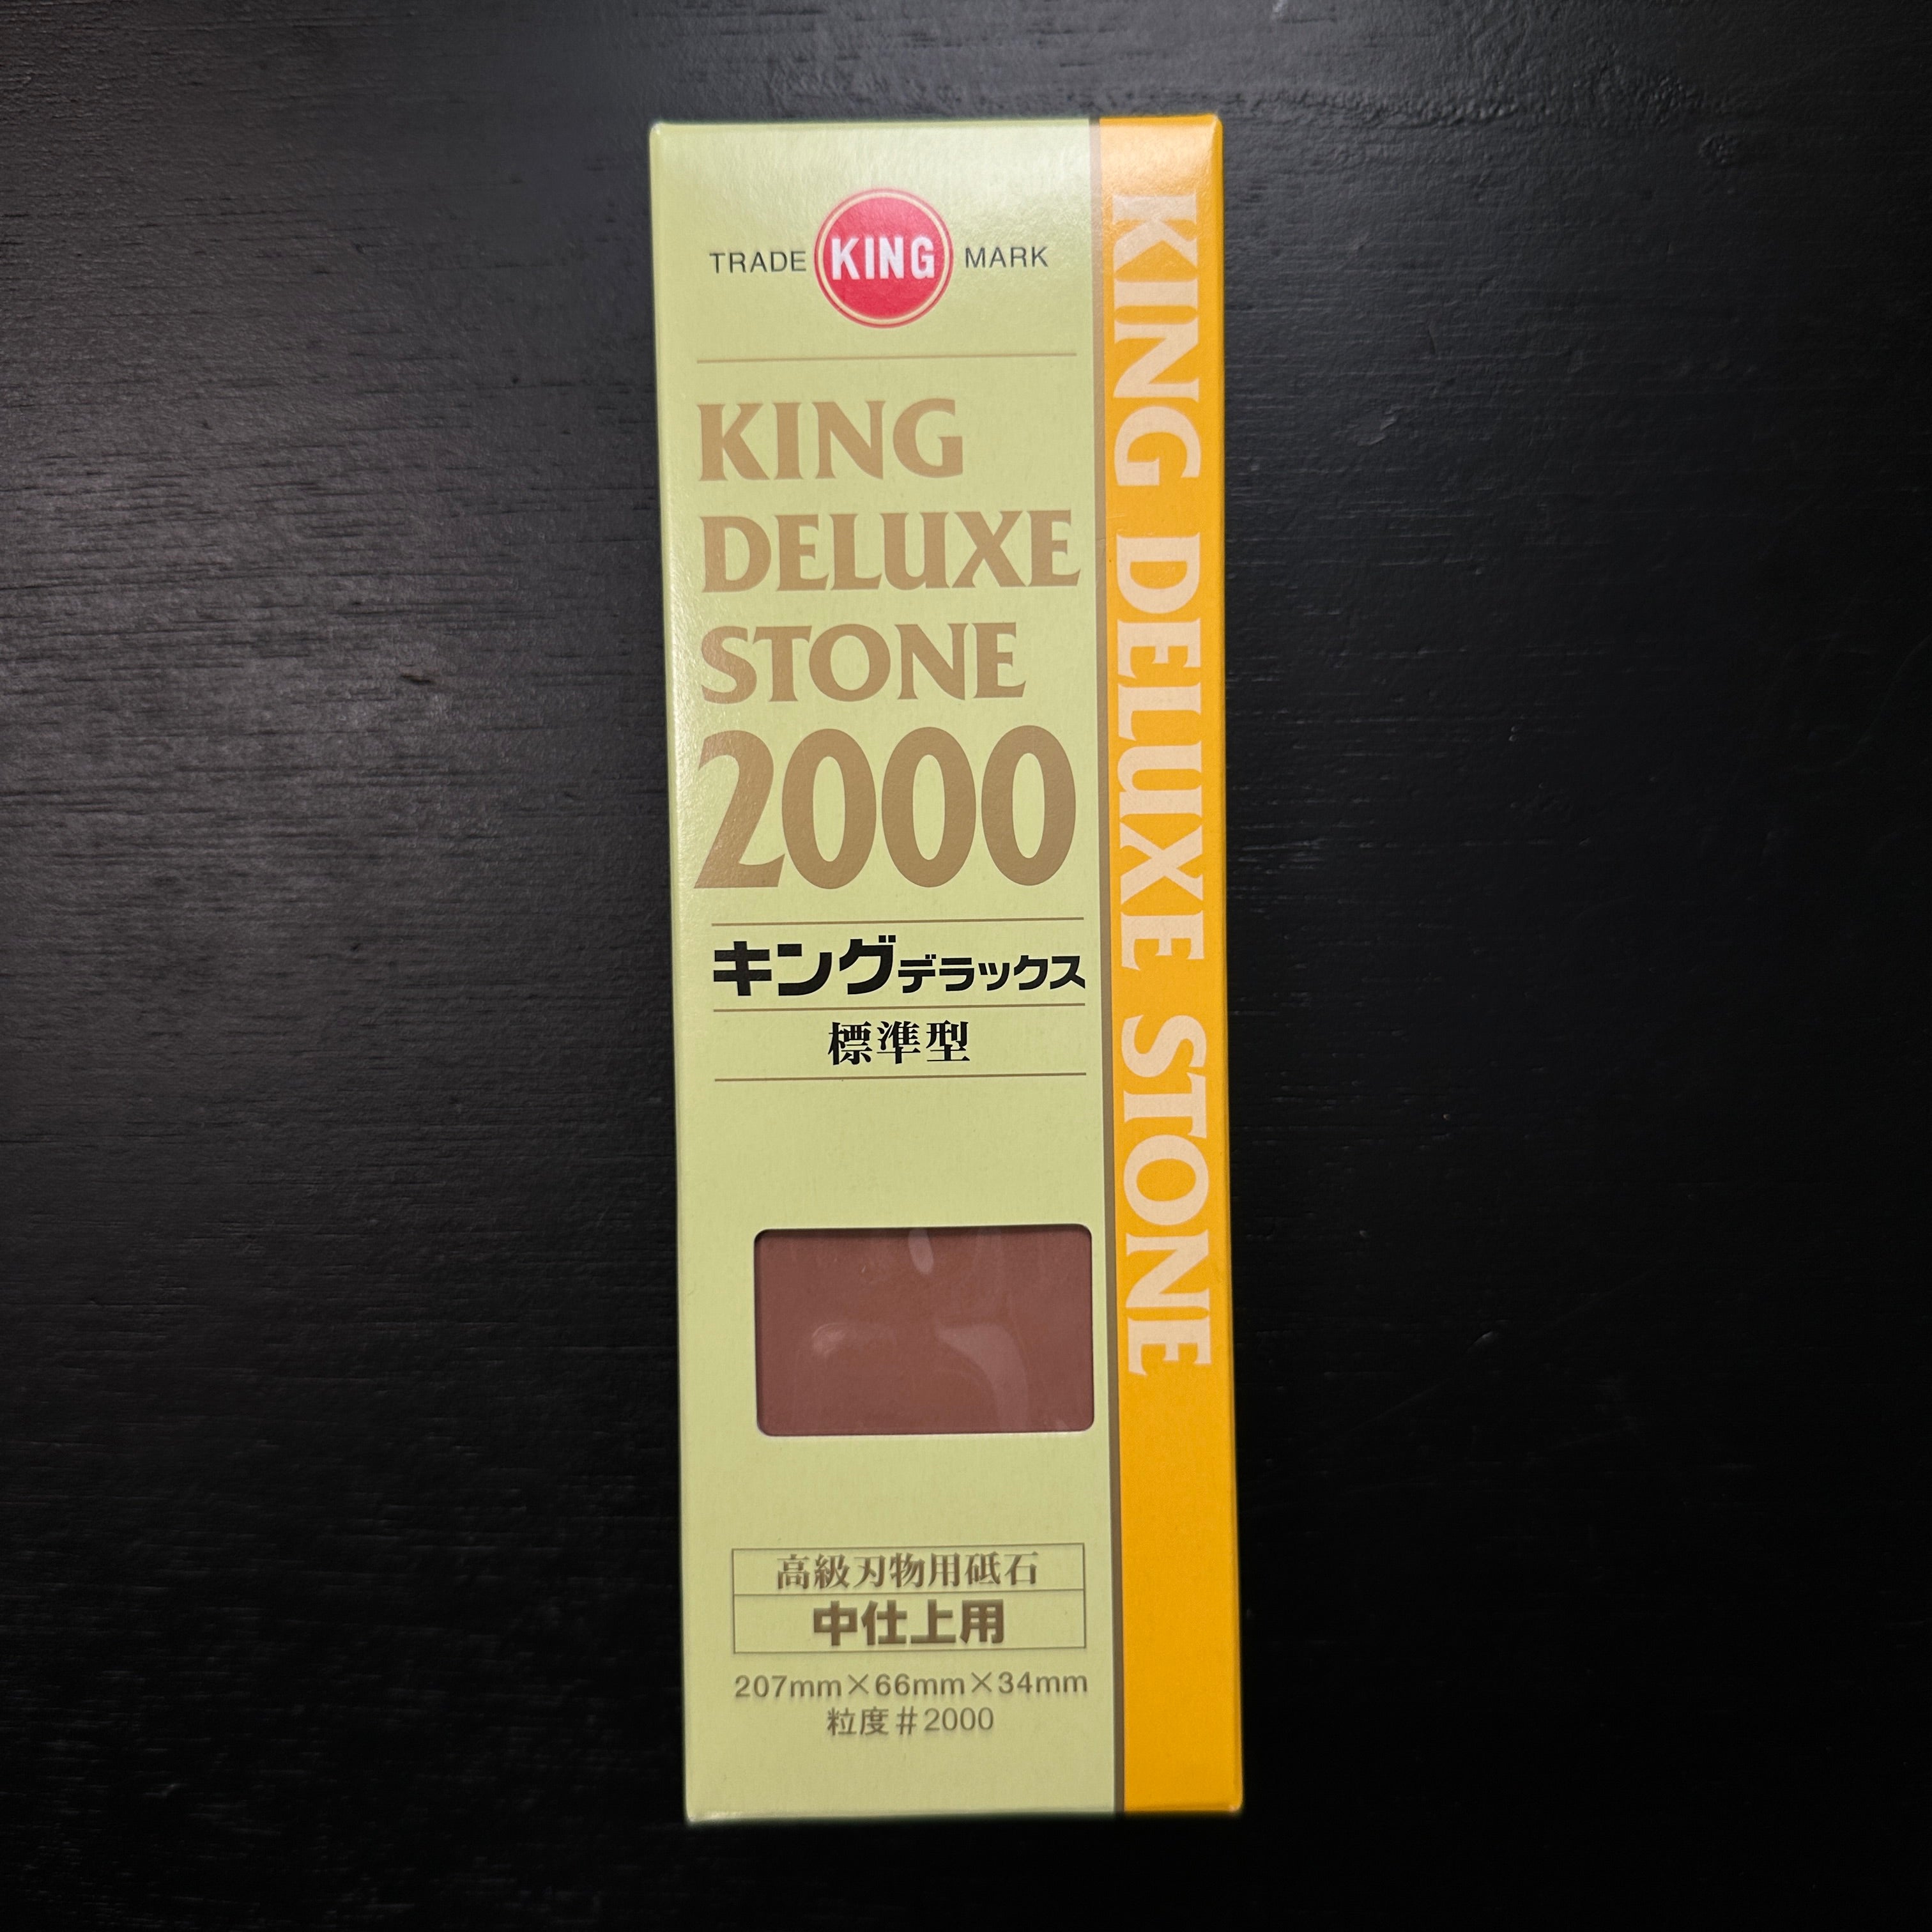 TRADE KING MARK
KING
DELUXE
STONE
2000
キングデラックス
標準型
高級刃物用砥石
中仕上用
207mm×66mm×34mm
粒度#2000
KING DELUXE STONE